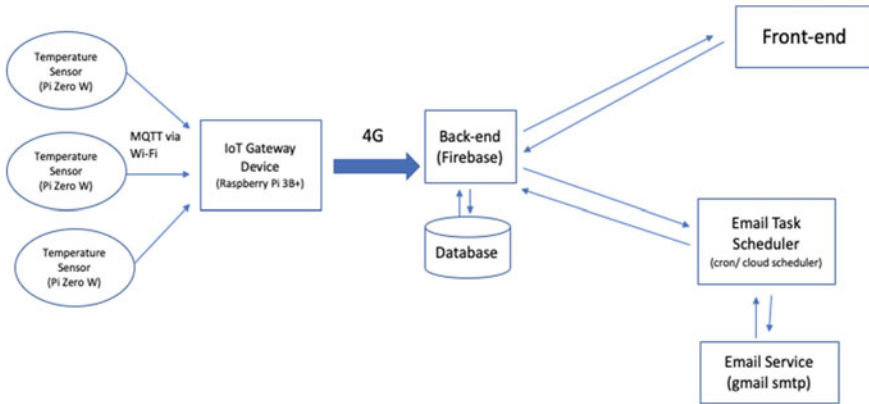 Temperature
Sensor
(Pi Zero W)
MQTT via
Wi-Fi
Temperature
Sensor
(Pi Zero W)
Temperature
Sensor
(Pi Zero W)
IoT Gateway
Device
(Raspberry Pi 3B+)
4G
Back-end
(Firebase)
Database
Front-end
Email Task
Scheduler
(cron/ cloud scheduler)
Email Service
(gmail smtp)